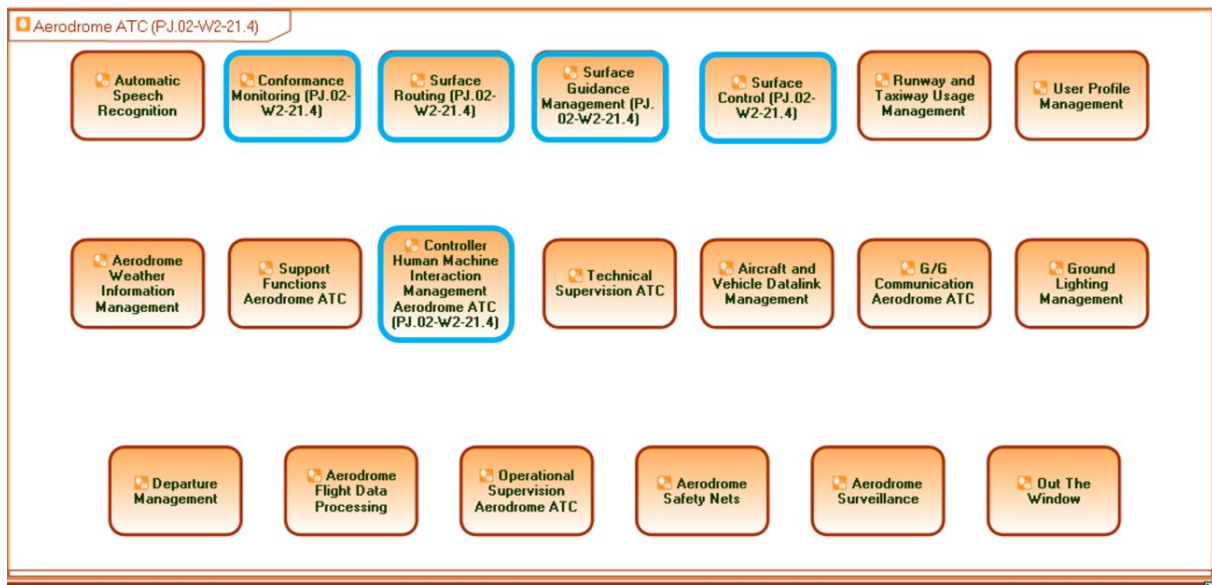 Aerodrome ATC (PJ.02-W2-21.4)
Automatic
Speech
Recognition
Conformance
Monitoring (PJ.02-
W2-21.4)
Surface
Routing (PJ.02-
W2-21.4)
Surface
Guidance
Management (PJ.
02-W2-21.4)
Surface
Control (PJ.02-
W2-21.4)
Runway and
Taxiway Usage
Management
User Profile
Management
Aerodrome
Weather
Information
Management
Support
Functions
Aerodrome ATC
Controller
Human Machine
Interaction
Management
Aerodrome ATC
(PJ.02-W2-21.4)
Technical
Supervision ATC
Aircraft and
Vehicle Datalink
Management
G/G
Communication
Aerodrome ATC
Ground
Lighting
Management
Departure
Management
Aerodrome
Flight Data
Processing
Operational
Supervision
Aerodrome ATC
Aerodrome
Safety Nets
Aerodrome
Surveillance
Out The
Window